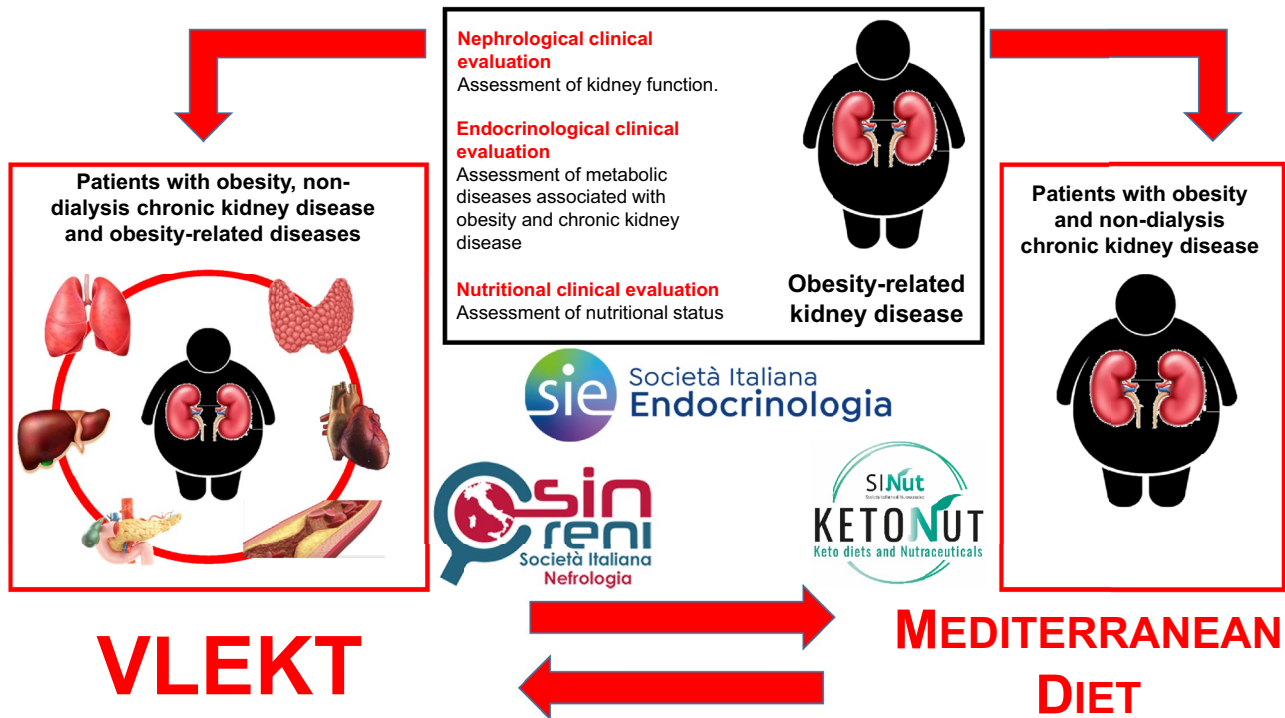 Nephrological clinical
evaluation
Assessment of kidney function.
Endocrinological clinical
evaluation
Assessment of metabolic
diseases associated with
obesity and chronic kidney
disease
Nutritional clinical evaluation
Assessment of nutritional status
Obesity-related
kidney disease
Patients with obesity, non-
dialysis chronic kidney disease
and obesity-related diseases
Patients with obesity
and non-dialysis
chronic kidney disease
sie
Società Italiana
Endocrinologia
sin
reni
Società Italiana
Nefrologia
SINut
KETONUT
Keto diets and Nutraceuticals
VLEKT
MEDITERRANEAN
DIET